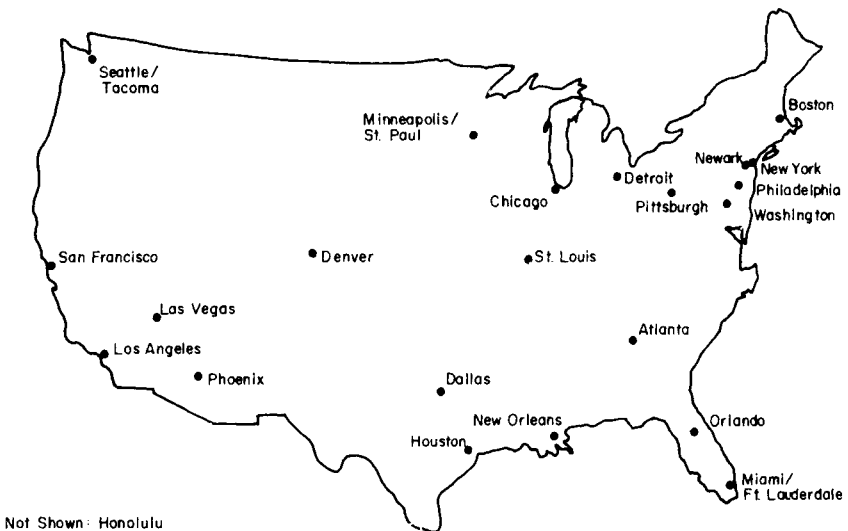 Seattle/
Tacoma
Minneapolis/
St. Paul
Boston
Newark
New York
Detroit
Philadelphia
Chicago
Pittsburgh
Washington
San Francisco
Denver
St. Louis
Las Vegas
Atlanta
Los Angeles
Phoenix
Dallas
New Orleans
Orlando
Houston
Miami/
Ft. Lauderdale
Not Shown: Honolulu